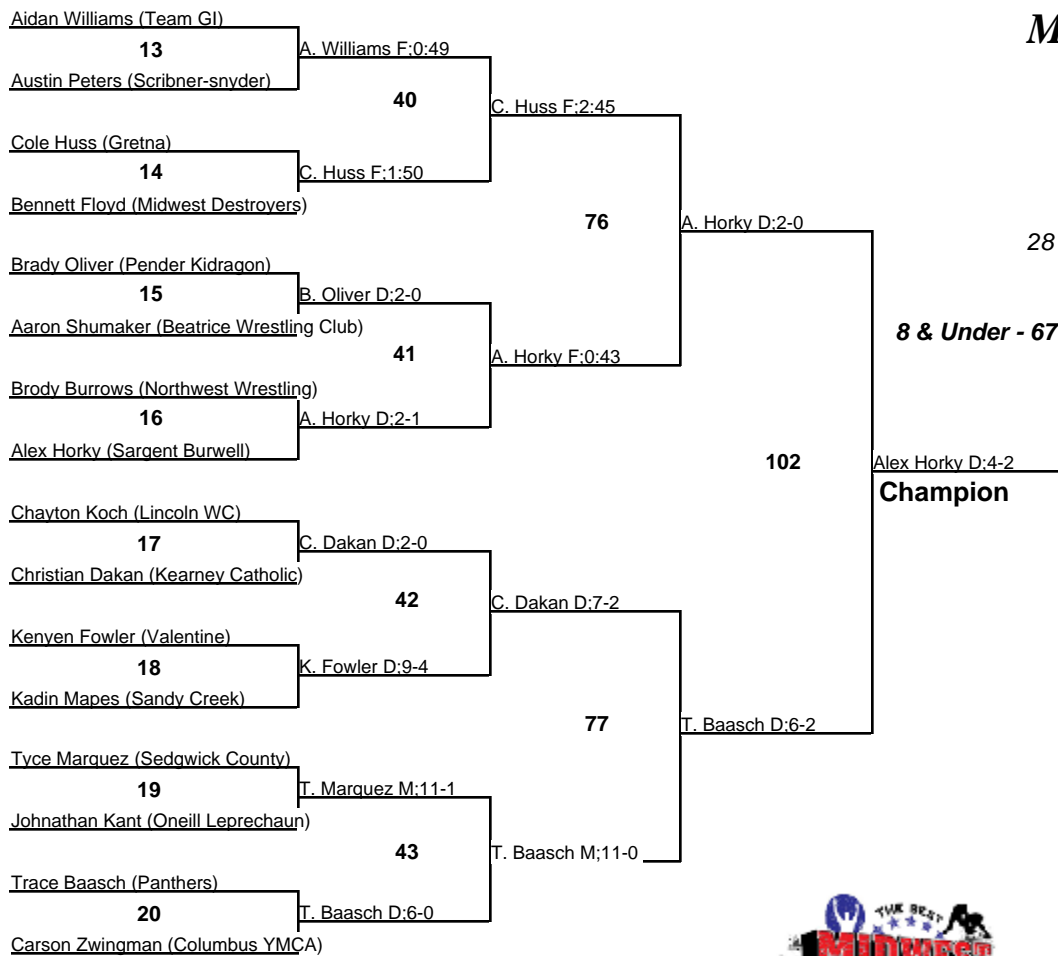 Aidan Williams (Team GI)
M
13
A. Williams F;0:49
Austin Peters (Scribner-snyder)
40
C. Huss F;2:45
Cole Huss (Gretna)
14
C. Huss F;1:50
Bennett Floyd (Midwest Destroyers)
76
A. Horky D;2-0
28
Brady Oliver (Pender Kidragon)
15
B. Oliver D;2-0
Aaron Shumaker (Beatrice Wrestling Club)
8 & Under - 67
41
A. Horky F;0:43
Brody Burrows (Northwest Wrestling)
16
A. Horky D;2-1
Alex Horky (Sargent Burwell)
102
Alex Horky D;4-2
Champion
Chayton Koch (Lincoln WC)
17
C. Dakan D;2-0
Christian Dakan (Kearney Catholic)
42
C. Dakan D;7-2
Kenyen Fowler (Valentine)
18
K. Fowler D;9-4
Kadin Mapes (Sandy Creek)
77
T. Baasch D;6-2
Tyce Marquez (Sedgwick County)
19
T. Marquez M;11-1
Johnathan Kant (Oneill Leprechaun)
43
T. Baasch M;11-0
Trace Baasch (Panthers)
20
T. Baasch D;6-0
Carson Zwingman (Columbus YMCA)
THE BEST
MIDWEST